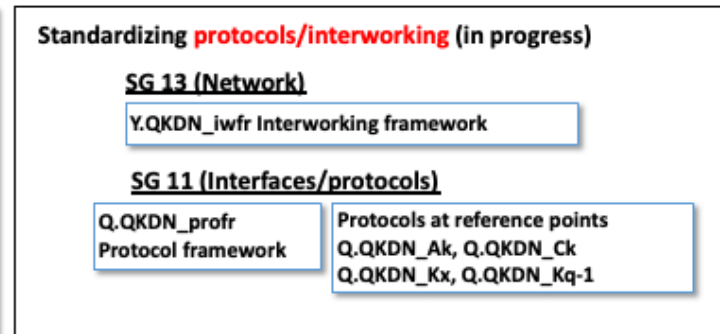 Standardizing protocols/interworking (in progress)
SG 13 (Network)
Y.QKDN_iwfr Interworking framework
SG 11 (Interfaces/protocols)
Q.QKDN_profr
Protocol framework
Protocols at reference points
Q.QKDN_Ak, Q.QKDN_Ck
Q.QKDN_Kx, Q.QKDN_Kq-1